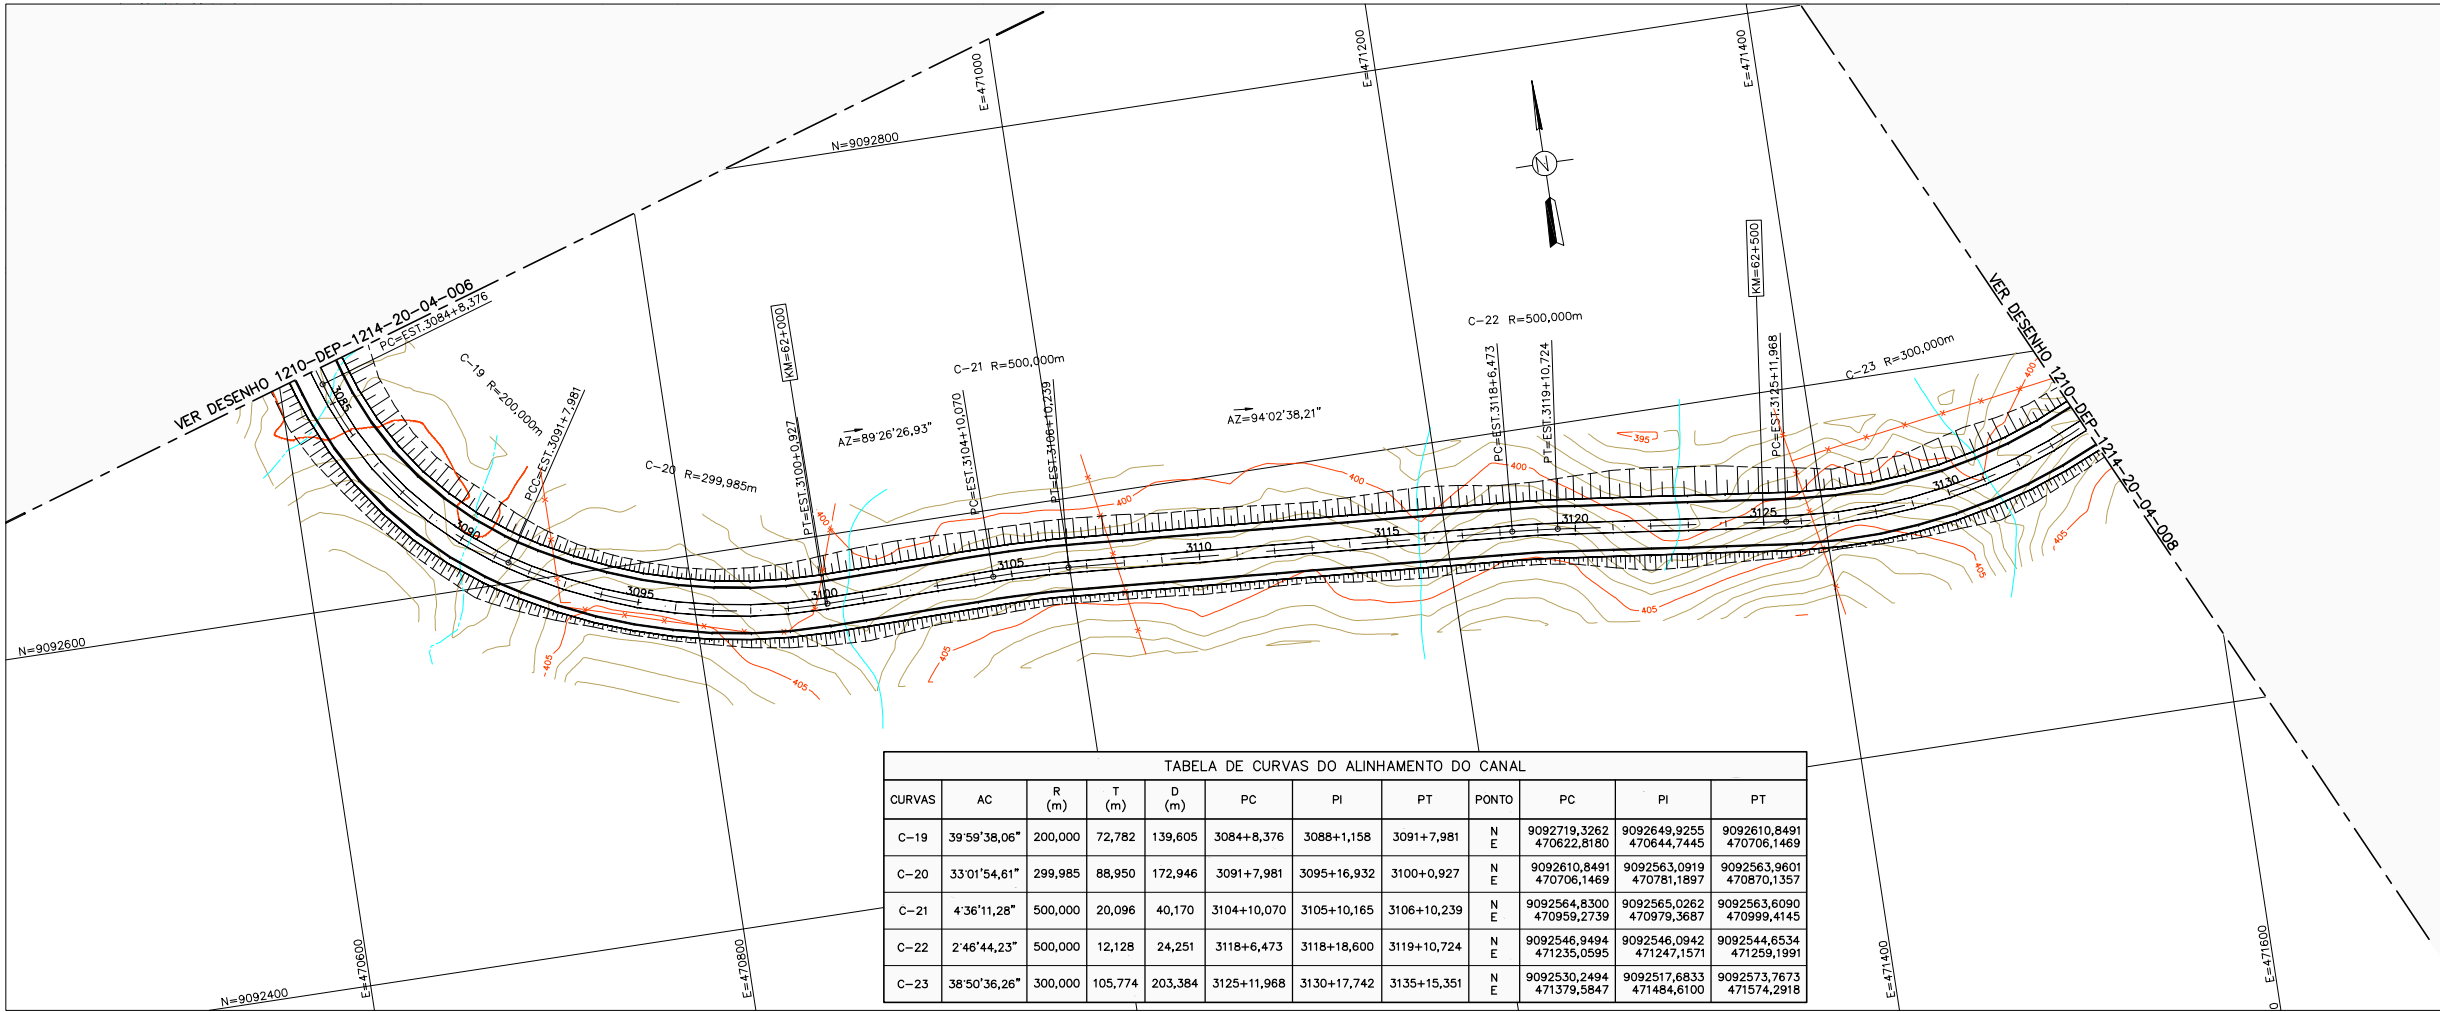 E=471000
E=471200
E=471400
N=9092800
N
VER DESENHO 1210-DEP-1214-20-04-006
PC=EST.3084+8,376
VER DESENHO 1210-DEP-1214-20-04-008
KM=62+000
KM=62+500
C-19 R=200,000m
PCC=EST.3091+7,981
C-20 R=299,985m
PT=EST.3100+0,927
AZ=89°26'26,93"
C-21 R=500,000m
PC=EST.3104+10,070
PT=EST.3106+10,239
AZ=94°02'38,21"
C-22 R=500,000m
PC=EST.3118+6,473
PT=EST.3119+10,724
PC=EST.3125+11,968
C-23 R=300,000m
3085
3090
3095
3100
3105
3110
3115
3120
3125
3130
400
400
400
400
400
395
405
405
405
405
405
405
N=9092600
N=9092400
E=470600
E=470800
E=471400
E=471600
0
TABELA DE CURVAS DO ALINHAMENTO DO CANAL
CURVAS AC R (m) T (m) D (m) PC PI PT PONTO PC PI PT
C-19 39°59'38,06" 200,000 72,782 139,605 3084+8,376 3088+1,158 3091+7,981 N 9092719,3262 9092649,9255 9092610,8491
E 470622,8180 470644,7445 470706,1469
C-20 33°01'54,61" 299,985 88,950 172,946 3091+7,981 3095+16,932 3100+0,927 N 9092610,8491 9092563,0919 9092563,9601
E 470706,1469 470781,1897 470870,1357
C-21 4°36'11,28" 500,000 20,096 40,170 3104+10,070 3105+10,165 3106+10,239 N 9092564,8300 9092565,0262 9092563,6090
E 470959,2739 470979,3687 470999,4145
C-22 2°46'44,23" 500,000 12,128 24,251 3118+6,473 3118+18,600 3119+10,724 N 9092546,9494 9092546,0942 9092544,6534
E 471235,0595 471247,1571 471259,1991
C-23 38°50'36,26" 300,000 105,774 203,384 3125+11,968 3130+17,742 3135+15,351 N 9092530,2494 9092517,6833 9092573,7673
E 471379,5847 471484,6100 471574,2918